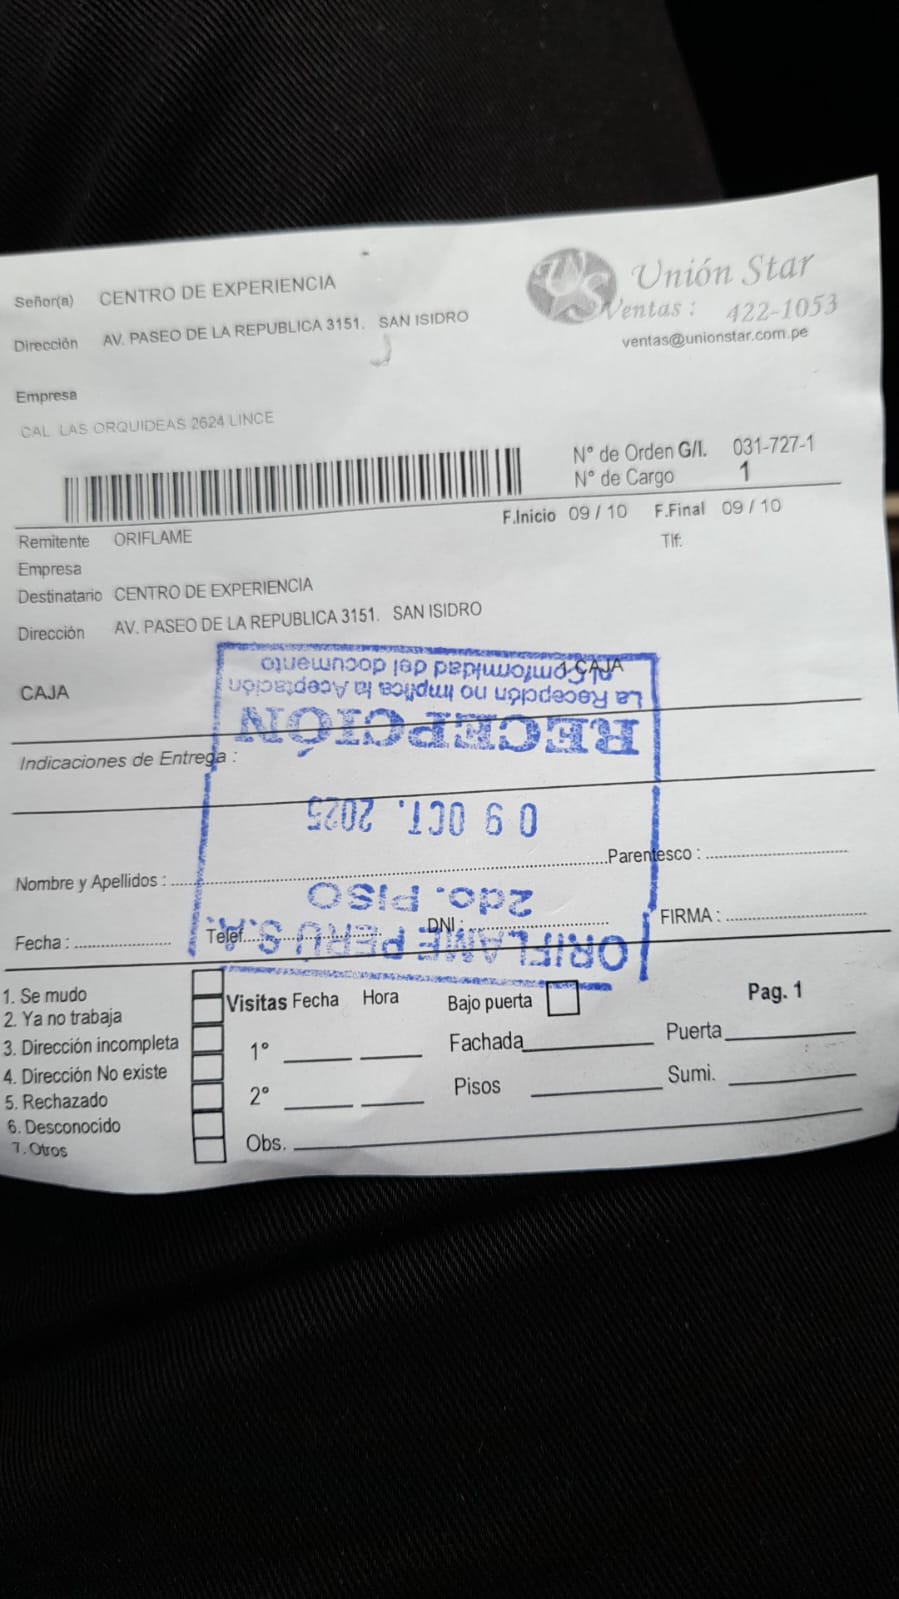 Señor(a) CENTRO DE EXPERIENCIA
Dirección AV. PASEO DE LA REPUBLICA 3151. SAN ISIDRO
US Unión Star
Ventas : 422-1053
ventas@unionstar.com.pe
Empresa
CAL. LAS ORQUIDEAS 2624 LINCE
N° de Orden G/I. 031-727-1
N° de Cargo 1
F.Inicio 09 / 10 F.Final 09 / 10
Remitente ORIFLAME
Tlf:
Empresa
Destinatario CENTRO DE EXPERIENCIA
Dirección AV. PASEO DE LA REPUBLICA 3151. SAN ISIDRO
CAJA
CAJA
Indicaciones de Entrega :
Nombre y Apellidos : Parentesco :
Fecha : Telef. DNI : FIRMA :
ORIFLAME PERÚ S.A.
2do. PISO
09 OCT. 2025
RECEPCIÓN
La Recepción no implica la Aceptación
ni Conformidad del documento
1. Se mudo
2. Ya no trabaja
3. Dirección incompleta
4. Dirección No existe
5. Rechazado
6. Desconocido
7. Otros
Visitas Fecha Hora Bajo puerta Pag. 1
1° Fachada Puerta
2° Pisos Sumi.
Obs.